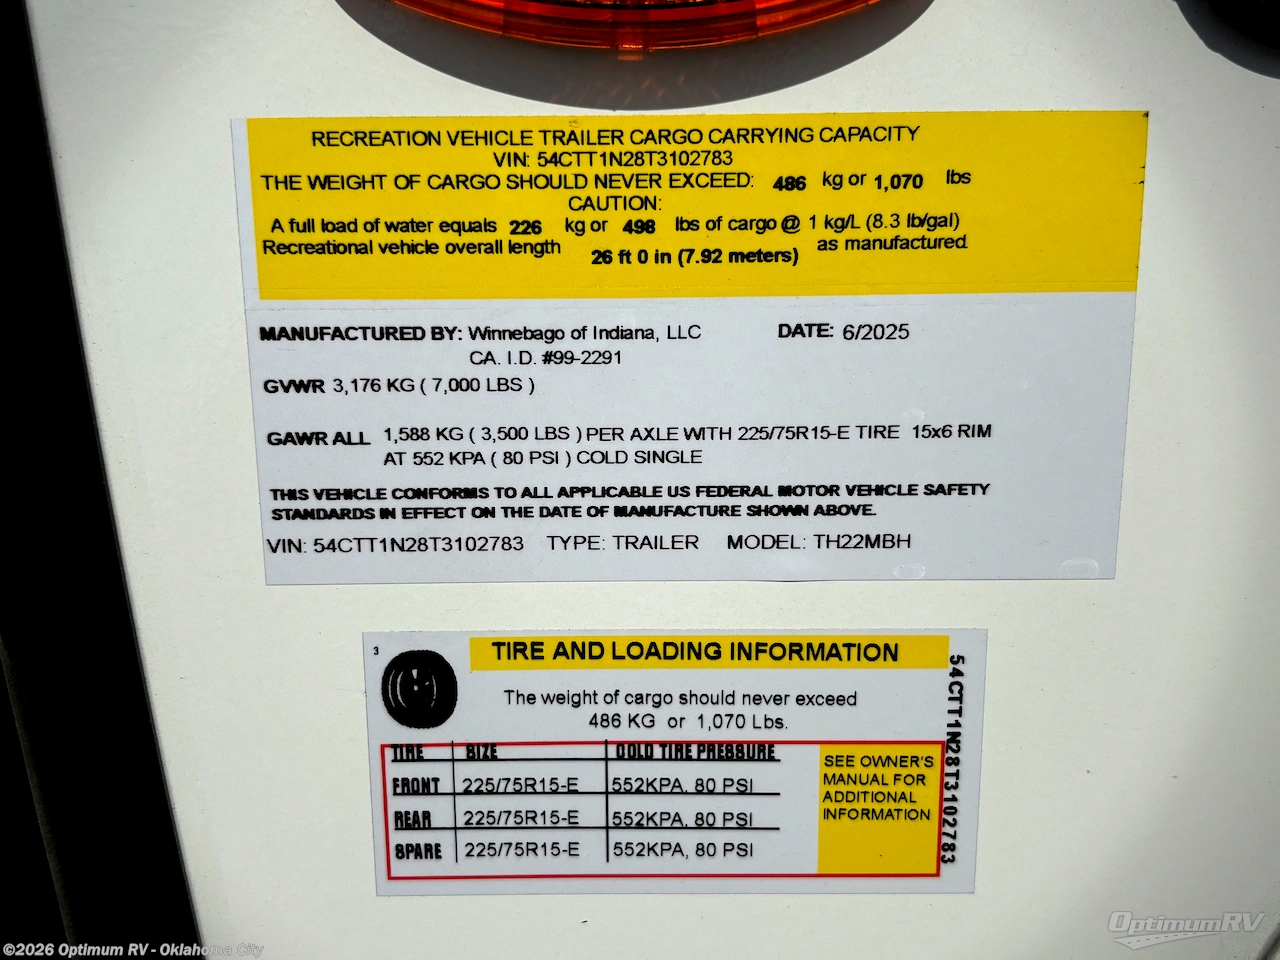 RECREATION VEHICLE TRAILER CARGO CARRYING CAPACITY
VIN: 54CTT1N28T3102783
THE WEIGHT OF CARGO SHOULD NEVER EXCEED: 486 kg or 1,070 lbs
CAUTION:
A full load of water equals 226 kg or 498 lbs of cargo @ 1 kg/L (8.3 lb/gal)
Recreational vehicle overall length 26 ft 0 in (7.92 meters) as manufactured.
MANUFACTURED BY: Winnebago of Indiana, LLC DATE: 6/2025
CA. I.D. #99-2291
GVWR 3,176 KG ( 7,000 LBS )
GAWR ALL 1,588 KG ( 3,500 LBS ) PER AXLE WITH 225/75R15-E TIRE 15x6 RIM
AT 552 KPA ( 80 PSI ) COLD SINGLE
THIS VEHICLE CONFORMS TO ALL APPLICABLE US FEDERAL MOTOR VEHICLE SAFETY
STANDARDS IN EFFECT ON THE DATE OF MANUFACTURE SHOWN ABOVE.
VIN: 54CTT1N28T3102783 TYPE: TRAILER MODEL: TH22MBH
3
TIRE AND LOADING INFORMATION
The weight of cargo should never exceed
486 KG or 1,070 Lbs.
TIRE SIZE COLD TIRE PRESSURE
FRONT 225/75R15-E 552KPA, 80 PSI
REAR 225/75R15-E 552KPA, 80 PSI
SPARE 225/75R15-E 552KPA, 80 PSI
SEE OWNER'S
MANUAL FOR
ADDITIONAL
INFORMATION
54CTT1N28T3102783
OptimumRV
©2026 Optimum RV - Oklahoma City